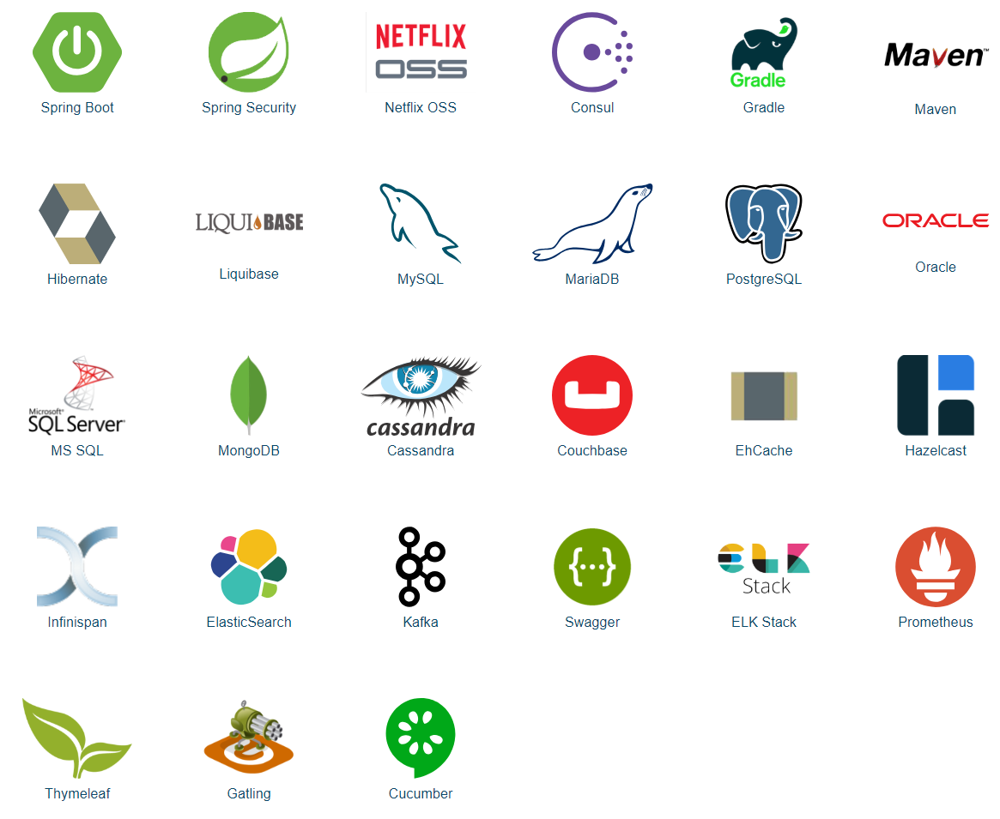 NETFLIX
OSS
Gradle
Maven™
Spring Boot
Spring Security
Netflix OSS
Consul
Gradle
Maven
LIQUIBASE
ORACLE
Hibernate
Liquibase
MySQL
MariaDB
PostgreSQL
Oracle
Microsoft®
SQL Server®
cassandra
MS SQL
MongoDB
Cassandra
Couchbase
EhCache
Hazelcast
{...}
ELK
Stack
Infinispan
ElasticSearch
Kafka
Swagger
ELK Stack
Prometheus
Thymeleaf
Gatling
Cucumber